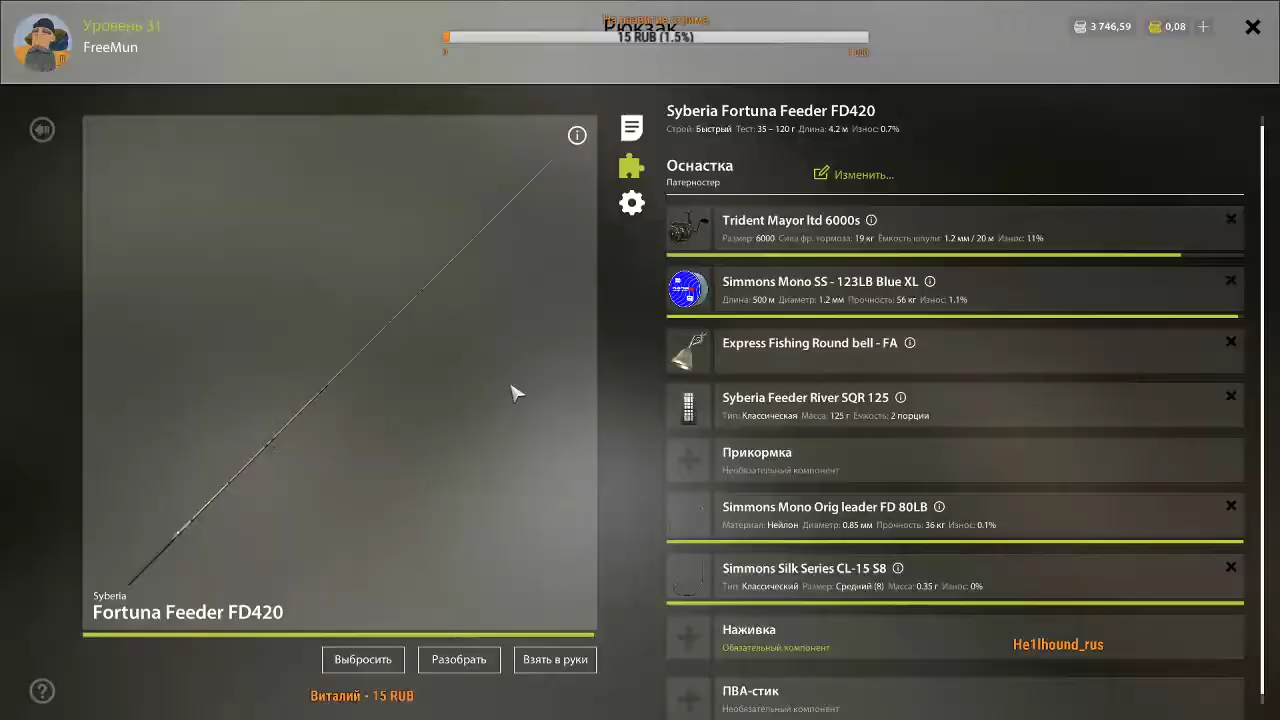 Уровень 31
FreeMun
На развитие стрима
Рюкзак
15 RUB (1.5%)
0
3 746,59
0,08
Syberia Fortuna Feeder FD420
Строй: Быстрый Тест: 35 – 120 г Длина: 4.2 м Износ: 0.7%
Оснастка
Патерностер
Изменить...
Trident Mayor ltd 6000s
Размер: 6000 Сила фр. тормоза: 19 кг Ёмкость шпули: 1.2 мм / 20 м Износ: 11%
Simmons Mono SS - 123LB Blue XL
Длина: 500 м Диаметр: 1.2 мм Прочность: 56 кг Износ: 1.1%
Express Fishing Round bell - FA
Syberia Feeder River SQR 125
Тип: Классическая Масса: 125 г Ёмкость: 2 порции
Прикормка
Необязательный компонент
Simmons Mono Orig leader FD 80LB
Материал: Нейлон Диаметр: 0.85 мм Прочность: 36 кг Износ: 0.1%
Simmons Silk Series CL-15 S8
Тип: Классический Размер: Средний (8) Масса: 0.35 г Износ: 0%
Наживка
Обязательный компонент
He1lhound_rus
ПВА-стик
Необязательный компонент
Syberia
Fortuna Feeder FD420
Выбросить
Разобрать
Взять в руки
Виталий - 15 RUB